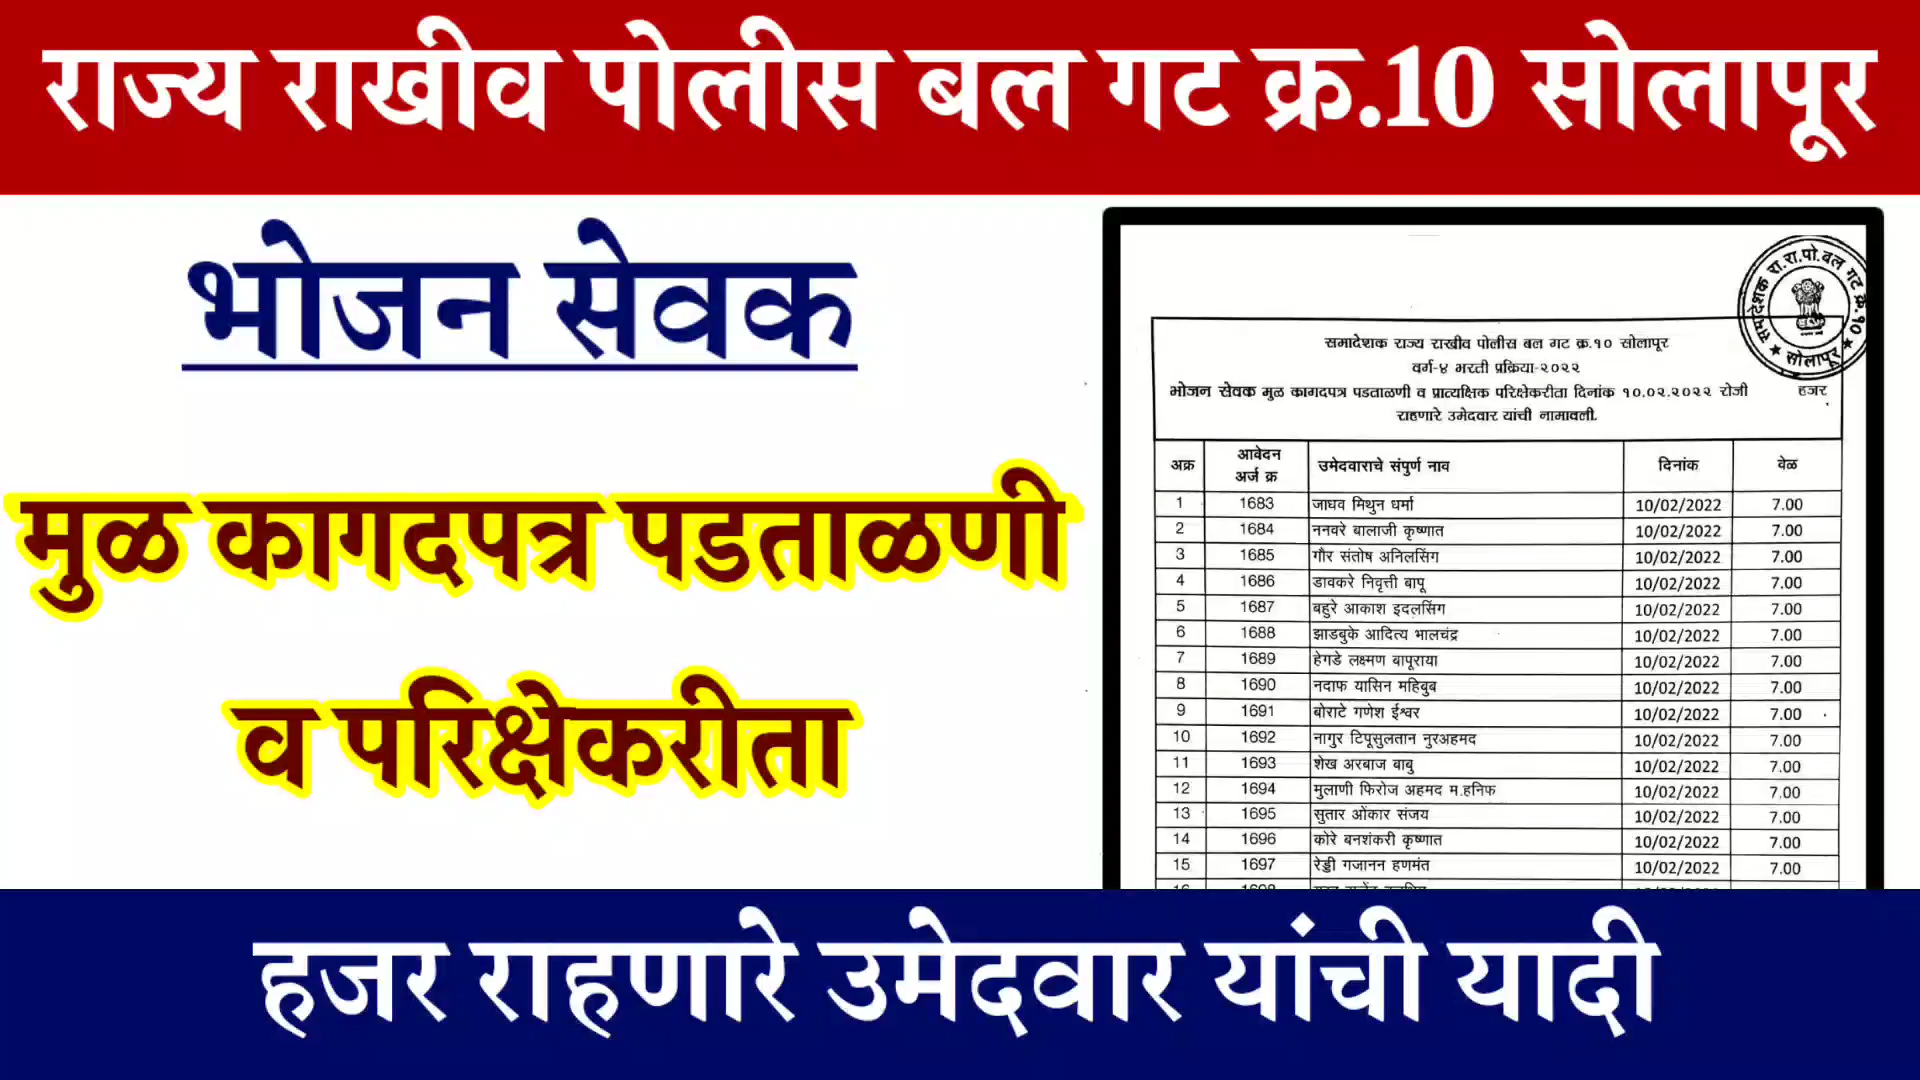 राज्य राखीव पोलीस बल गट क्र.10 सोलापूर
भोजन सेवक
मुळ कागदपत्र पडताळणी
व परिक्षेकरीता
समादेशक रा.रा.पो.बल गट क्र.१०
★ सोलापूर ★
समादेशक राज्य राखीव पोलीस बल गट क्र.१० सोलापूर
वर्ग-४ भरती प्रक्रिया-२०२२
भोजन सेवक मुळ कागदपत्र पडताळणी व प्रात्यक्षिक परिक्षेकरीता दिनांक १०.०२.२०२२ रोजी हजर
राहणारे उमेदवार यांची नामावली.
अक्र आवेदन अर्ज क्र उमेदवाराचे संपुर्ण नाव दिनांक वेळ
1 1683 जाधव मिथुन धर्मा 10/02/2022 7.00
2 1684 ननवरे बालाजी कृष्णात 10/02/2022 7.00
3 1685 गौर संतोष अनिलसिंग 10/02/2022 7.00
4 1686 डावकरे निवृत्ती बापू 10/02/2022 7.00
5 1687 बहुरे आकाश इदलसिंग 10/02/2022 7.00
6 1688 झाडबुके आदित्य भालचंद्र 10/02/2022 7.00
7 1689 हेगडे लक्ष्मण बापूराया 10/02/2022 7.00
8 1690 नदाफ यासिन महिबुब 10/02/2022 7.00
9 1691 बोराटे गणेश ईश्वर 10/02/2022 7.00
10 1692 नागुर टिपूसुलतान नुरअहमद 10/02/2022 7.00
11 1693 शेख अरबाज बाबु 10/02/2022 7.00
12 1694 मुलाणी फिरोज अहमद म.हनिफ 10/02/2022 7.00
13 1695 सुतार ओंकार संजय 10/02/2022 7.00
14 1696 कोरे बनशंकरी कृष्णात 10/02/2022 7.00
15 1697 रेड्डी गजानन हणमंत 10/02/2022 7.00
हजर राहणारे उमेदवार यांची यादी